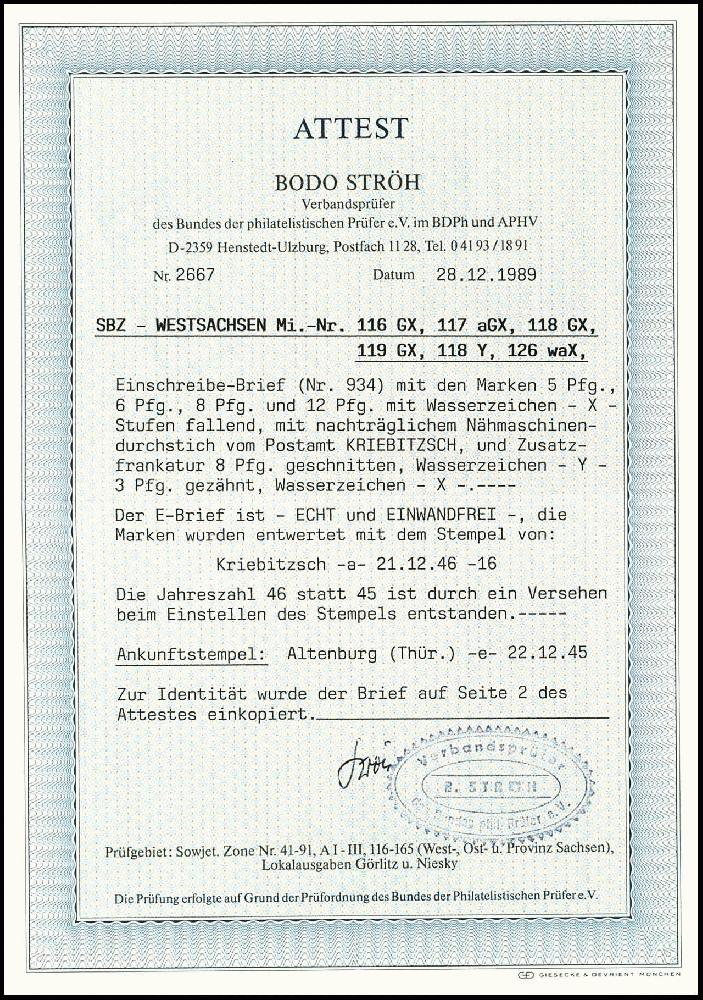 ATTEST
BODO STRÖH
Verbandsprüfer
des Bundes der philatelistischen Prüfer e.V. im BDPh und APHV
D-2359 Henstedt-Ulzburg, Postfach 11 28, Tel. 0 41 93 / 18 91
Nr. 2667 Datum 28.12.1989
SBZ - WESTSACHSEN Mi.-Nr. 116 GX, 117 aGX, 118 GX,
119 GX, 118 Y, 126 waX,
Einschreibe-Brief (Nr. 934) mit den Marken 5 Pfg.,
6 Pfg., 8 Pfg. und 12 Pfg. mit Wasserzeichen - X -
Stufen fallend, mit nachträglichem Nähmaschinen-
durchstich vom Postamt KRIEBITZSCH, und Zusatz-
frankatur 8 Pfg. geschnitten, Wasserzeichen - Y -
3 Pfg. gezähnt, Wasserzeichen - X -.----
Der E-Brief ist - ECHT und EINWANDFREI -, die
Marken wurden entwertet mit dem Stempel von:
Kriebitzsch -a- 21.12.46 -16
Die Jahreszahl 46 statt 45 ist durch ein Versehen
beim Einstellen des Stempels entstanden.-----
Ankunftstempel: Altenburg (Thür.) -e- 22.12.45
Zur Identität wurde der Brief auf Seite 2 des
Attestes einkopiert.
Verbandsprüfer
B. STRÖH
des Bundes phil. Prüfer e.V.
Prüfgebiet: Sowjet. Zone Nr. 41-91, A I - III, 116-165 (West-, Ost- u. Provinz Sachsen),
Lokalausgaben Görlitz u. Niesky
Die Prüfung erfolgte auf Grund der Prüfordnung des Bundes der Philatelistischen Prüfer e.V.
GIESECKE & DEVRIENT MÜNCHEN